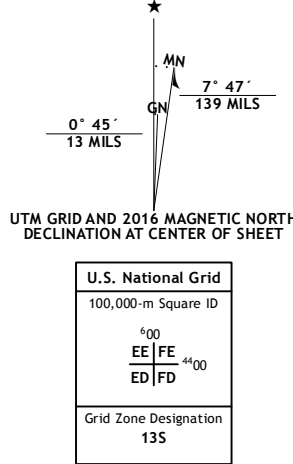 ★
MN
7° 47´
139 MILS
GN
0° 45´
13 MILS
UTM GRID AND 2016 MAGNETIC NORTH
DECLINATION AT CENTER OF SHEET
U.S. National Grid
100,000-m Square ID
⁶00
EE FE
⁴⁴00
ED FD
Grid Zone Designation
13S